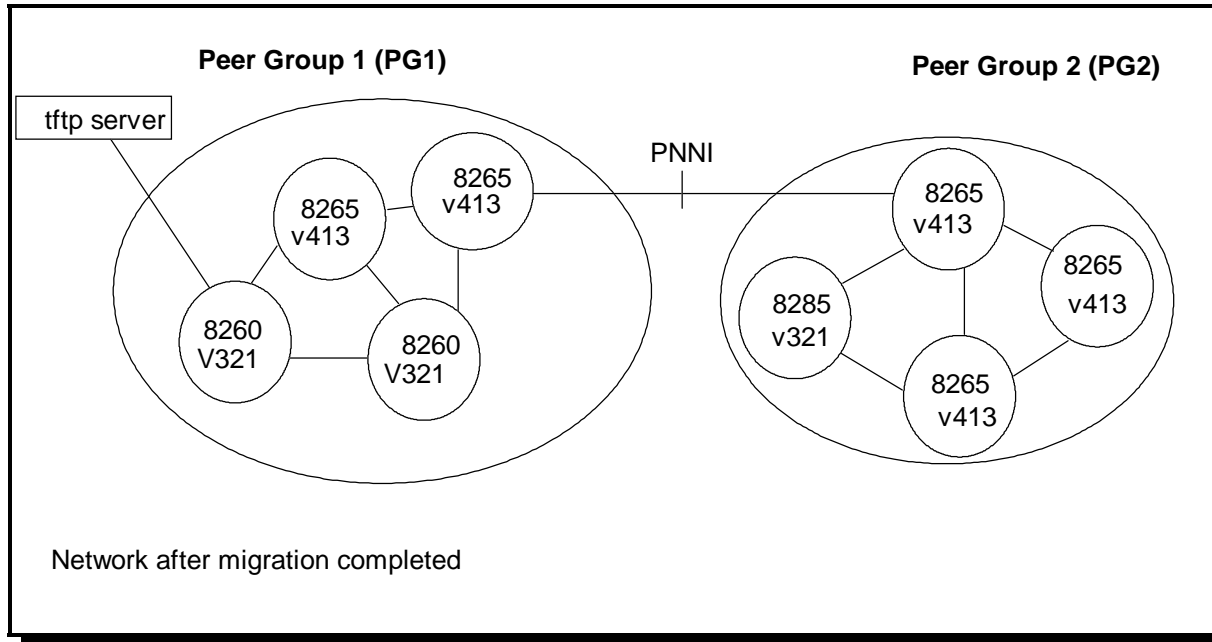 Peer Group 1 (PG1)
Peer Group 2 (PG2)
tftp server
PNNI
8265
v413
8265
v413
8260
V321
8260
V321
8265
v413
8265
v413
8285
v321
8265
v413
Network after migration completed